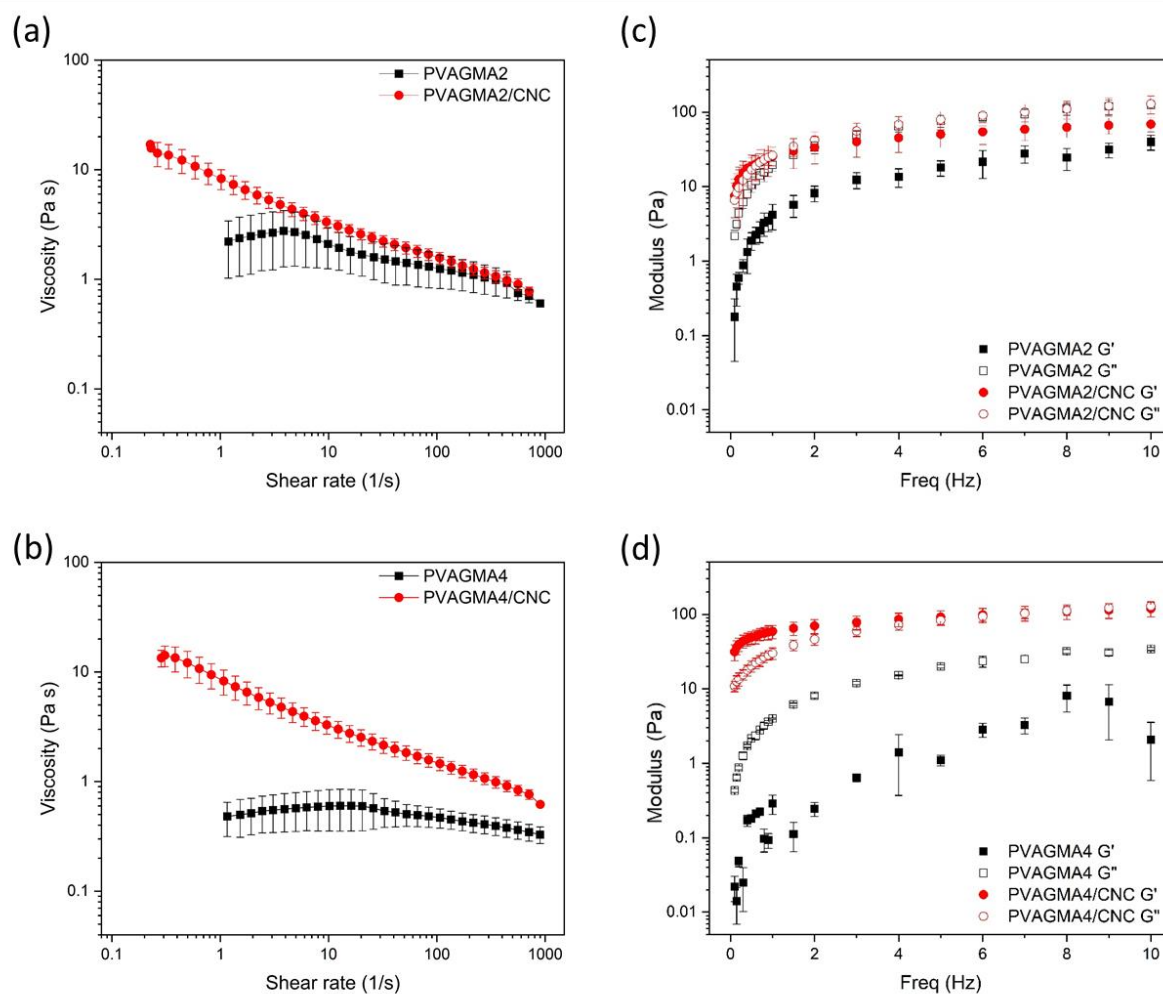 (a)
100
10
1
0.1
Viscosity (Pa s)
PVAGMA2
PVAGMA2/CNC
0.1 1 10 100 1000
Shear rate (1/s)
(c)
100
10
1
0.1
0.01
Modulus (Pa)
PVAGMA2 G'
PVAGMA2 G"
PVAGMA2/CNC G'
PVAGMA2/CNC G"
0 2 4 6 8 10
Freq (Hz)
(b)
100
10
1
0.1
Viscosity (Pa s)
PVAGMA4
PVAGMA4/CNC
0.1 1 10 100 1000
Shear rate (1/s)
(d)
100
10
1
0.1
0.01
Modulus (Pa)
PVAGMA4 G'
PVAGMA4 G"
PVAGMA4/CNC G'
PVAGMA4/CNC G"
0 2 4 6 8 10
Freq (Hz)